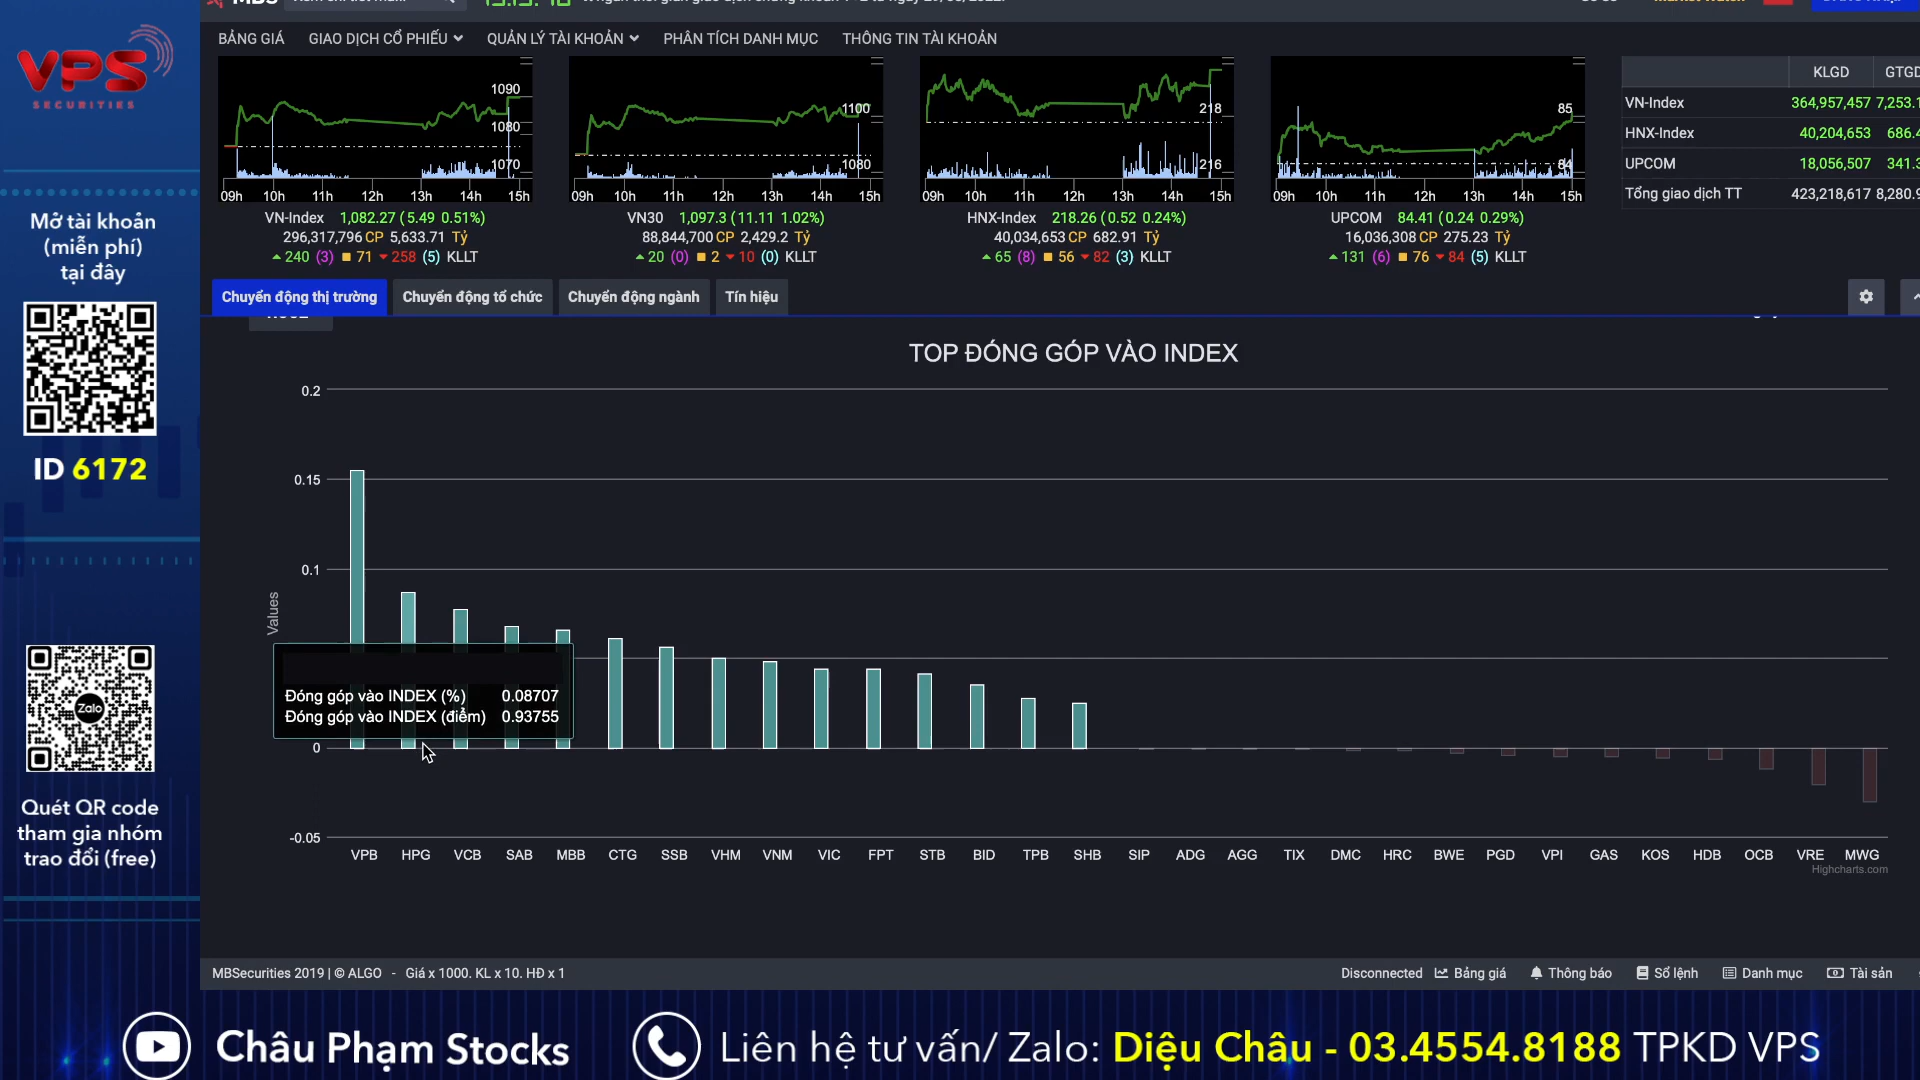 VPS
SECURITIES
Mở tài khoản
(miễn phí)
tại đây
ID 6172
Zalo
Quét QR code
tham gia nhóm
trao đổi (free)
MBS
BẢNG GIÁ GIAO DỊCH CỔ PHIẾU QUẢN LÝ TÀI KHOẢN PHÂN TÍCH DANH MỤC THÔNG TIN TÀI KHOẢN
1090
1080
1070
09h 10h 11h 12h 13h 14h 15h
VN-Index 1,082.27 ( 5.49 0.51%)
296,317,796 CP 5,633.71 Tỷ
240 (3) 71 258 (5) KLLT
1100
1080
09h 10h 11h 12h 13h 14h 15h
VN30 1,097.3 ( 11.11 1.02%)
88,844,700 CP 2,429.2 Tỷ
20 (0) 2 10 (0) KLLT
218
216
09h 10h 11h 12h 13h 14h 15h
HNX-Index 218.26 ( 0.52 0.24%)
40,034,653 CP 682.91 Tỷ
65 (8) 56 82 (3) KLLT
85
84
09h 10h 11h 12h 13h 14h 15h
UPCOM 84.41 ( 0.24 0.29%)
16,036,308 CP 275.23 Tỷ
131 (6) 76 84 (5) KLLT
KLGD GTGD
VN-Index 364,957,457 7,253.1
HNX-Index 40,204,653 686.4
UPCOM 18,056,507 341.3
Tổng giao dịch TT 423,218,617 8,280.9
Chuyển động thị trường Chuyển động tổ chức Chuyển động ngành Tín hiệu
TOP ĐÓNG GÓP VÀO INDEX
0.2
0.15
0.1
0
-0.05
Values
Đóng góp vào INDEX (%) 0.08707
Đóng góp vào INDEX (điểm) 0.93755
VPB HPG VCB SAB MBB CTG SSB VHM VNM VIC FPT STB BID TPB SHB SIP ADG AGG TIX DMC HRC BWE PGD VPI GAS KOS HDB OCB VRE MWG
Highcharts.com
MBSecurities 2019 | © ALGO - Giá x 1000. KL x 10. HĐ x 1
Disconnected Bảng giá Thông báo Sổ lệnh Danh mục Tài sản
Châu Phạm Stocks
Liên hệ tư vấn/ Zalo: Diệu Châu - 03.4554.8188 TPKD VPS